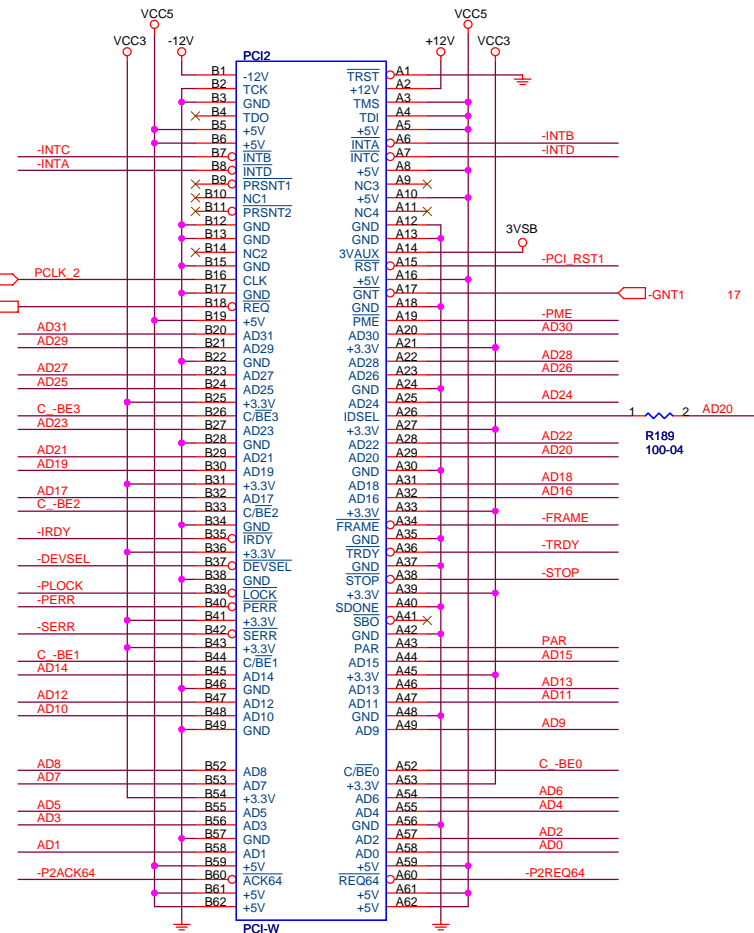 VCC5 VCC5
VCC3 -12V +12V VCC3
PCI2
B1 -12V TRST A1
B2 TCK +12V A2
B3 GND TMS A3
B4 TDO TDI A4
B5 +5V +5V A5
B6 +5V INTA A6 -INTB
-INTC B7 INTB INTC A7 -INTD
-INTA B8 INTD +5V A8
B9 PRSNT1 NC3 A9
B10 NC1 +5V A10
B11 PRSNT2 NC4 A11
B12 GND GND A12
B13 GND GND A13
B14 NC2 3VAUX A14 3VSB
B15 GND RST A15 -PCI_RST1
PCLK_2 B16 CLK +5V A16
B17 GND GNT A17 -GNT1 17
B18 REQ GND A18
B19 +5V PME A19 -PME
AD31 B20 AD31 AD30 A20 AD30
AD29 B21 AD29 +3.3V A21
B22 GND AD28 A22 AD28
AD27 B23 AD27 AD26 A23 AD26
AD25 B24 AD25 GND A24
B25 +3.3V AD24 A25 AD24
C_-BE3 B26 C/BE3 IDSEL A26 1 2 AD20
AD23 B27 AD23 +3.3V A27
B28 GND AD22 A28 AD22 R189
AD21 B29 AD21 AD20 A29 AD20 100-04
AD19 B30 AD19 GND A30
B31 +3.3V AD18 A31 AD18
AD17 B32 AD17 AD16 A32 AD16
C_-BE2 B33 C/BE2 +3.3V A33
B34 GND FRAME A34 -FRAME
-IRDY B35 IRDY GND A35
B36 +3.3V TRDY A36 -TRDY
-DEVSEL B37 DEVSEL GND A37
B38 GND STOP A38 -STOP
-PLOCK B39 LOCK +3.3V A39
-PERR B40 PERR SDONE A40
B41 +3.3V SBO A41
-SERR B42 SERR GND A42
B43 +3.3V PAR A43 PAR
C_-BE1 B44 C/BE1 AD15 A44 AD15
AD14 B45 AD14 +3.3V A45
B46 GND AD13 A46 AD13
AD12 B47 AD12 AD11 A47 AD11
AD10 B48 AD10 GND A48
B49 GND AD9 A49 AD9
AD8 B52 AD8 C/BE0 A52 C_-BE0
AD7 B53 AD7 +3.3V A53
B54 +3.3V AD6 A54 AD6
AD5 B55 AD5 AD4 A55 AD4
AD3 B56 AD3 GND A56
B57 GND AD2 A57 AD2
AD1 B58 AD1 AD0 A58 AD0
B59 +5V +5V A59
-P2ACK64 B60 ACK64 REQ64 A60 -P2REQ64
B61 +5V +5V A61
B62 +5V +5V A62
PCI-W